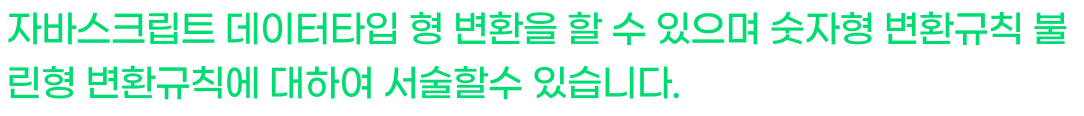 자바스크립트 데이터타입 형 변환을 할 수 있으며 숫자형 변환규칙 불
린형 변환규칙에 대하여 서술할수 있습니다.